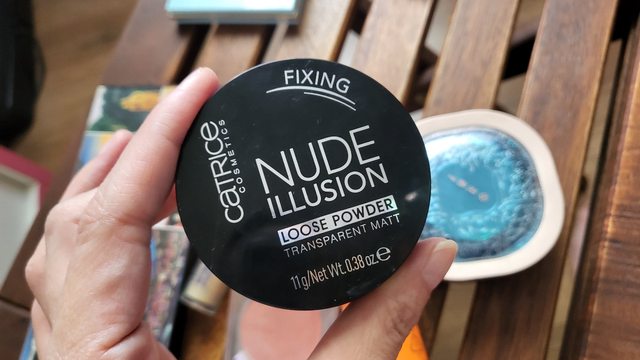 FIXING
CATRICE
COSMETICS
NUDE
ILLUSION
LOOSE POWDER
TRANSPARENT MATT
11g/Net Wt. 0.38 oz ℮